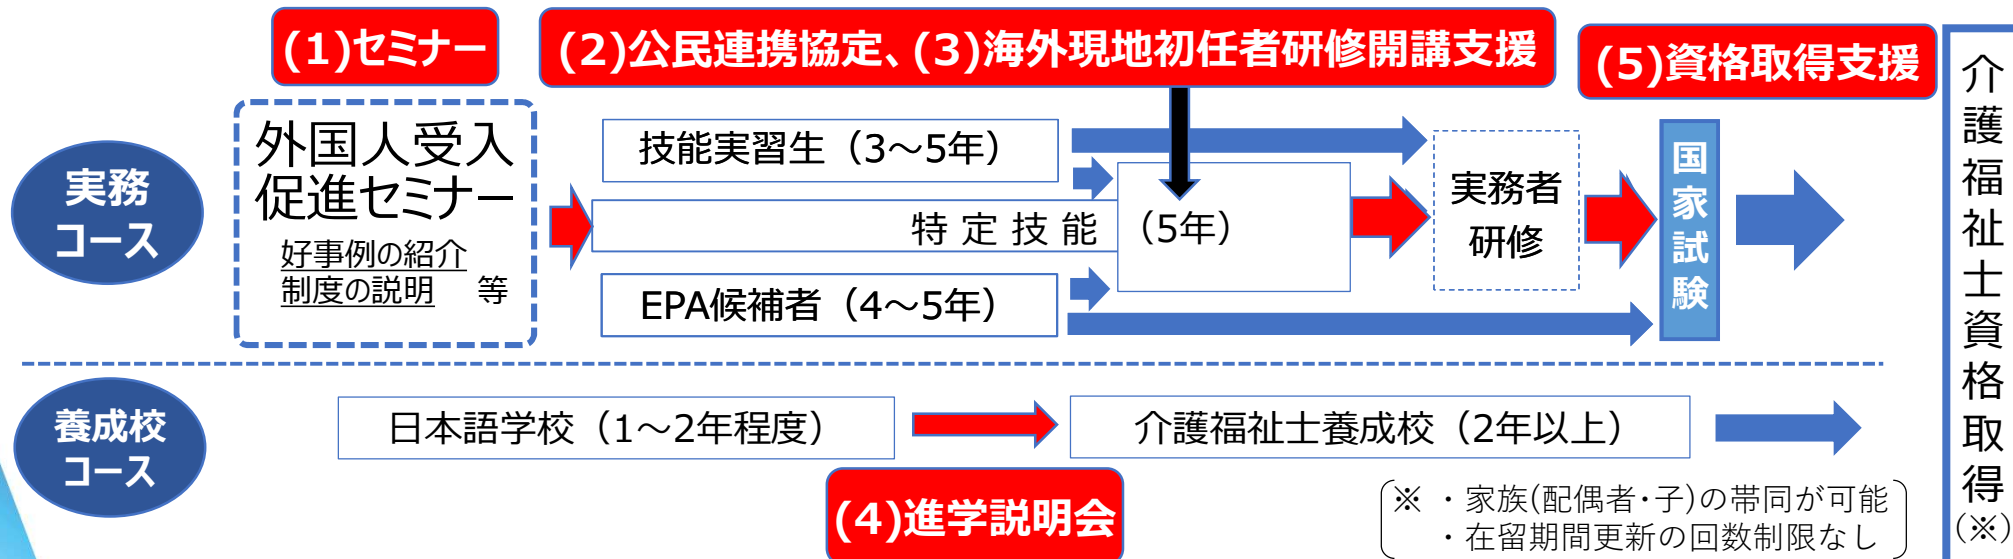 (1)セミナー
(2)公民連携協定、(3)海外現地初任者研修開講支援
(5)資格取得支援
実務
コース
外国人受入
促進セミナー
好事例の紹介
制度の説明 等
技能実習生（3～5年）
特定技能（5年）
EPA候補者（4～5年）
実務者
研修
国家試験
養成校
コース
日本語学校（1～2年程度）
(4)進学説明会
介護福祉士養成校（2年以上）
※ ・家族(配偶者・子)の帯同が可能
・在留期間更新の回数制限なし
介護福祉士資格取得(※)